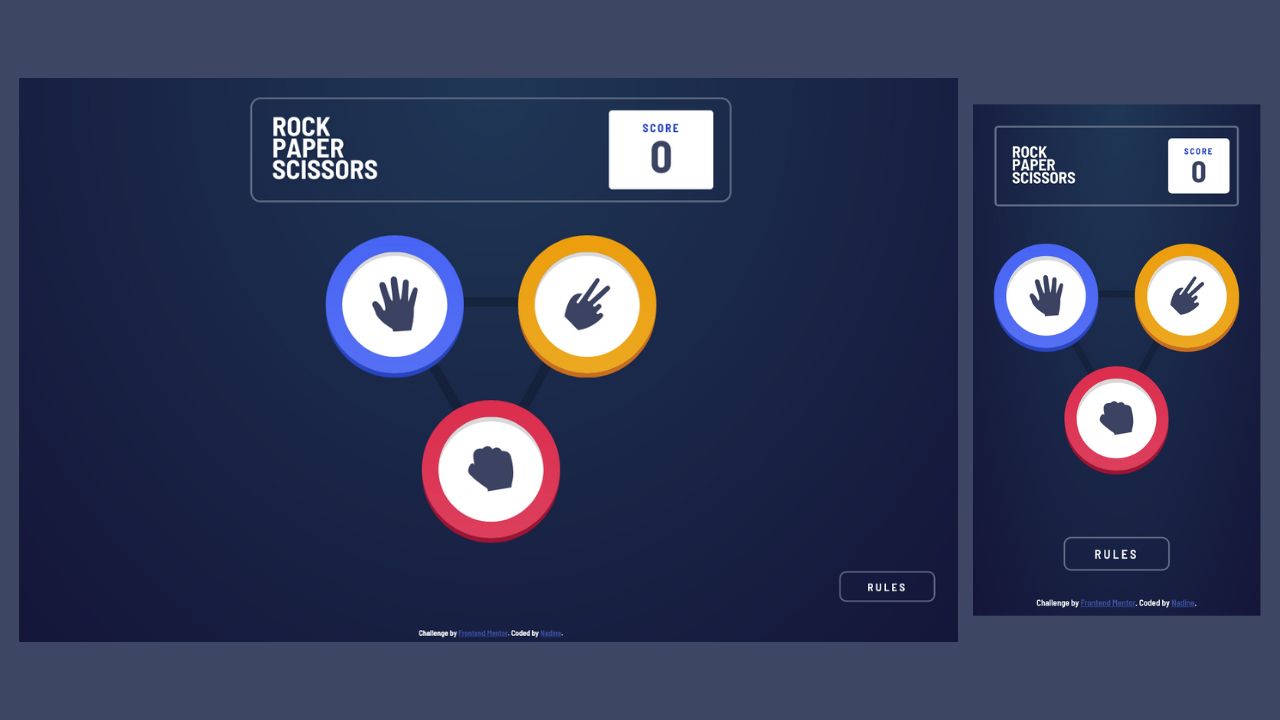 ROCK
PAPER
SCISSORS
SCORE
0
RULES
Challenge by Frontend Mentor. Coded by Nadine.
ROCK
PAPER
SCISSORS
SCORE
0
RULES
Challenge by Frontend Mentor. Coded by Nadine.